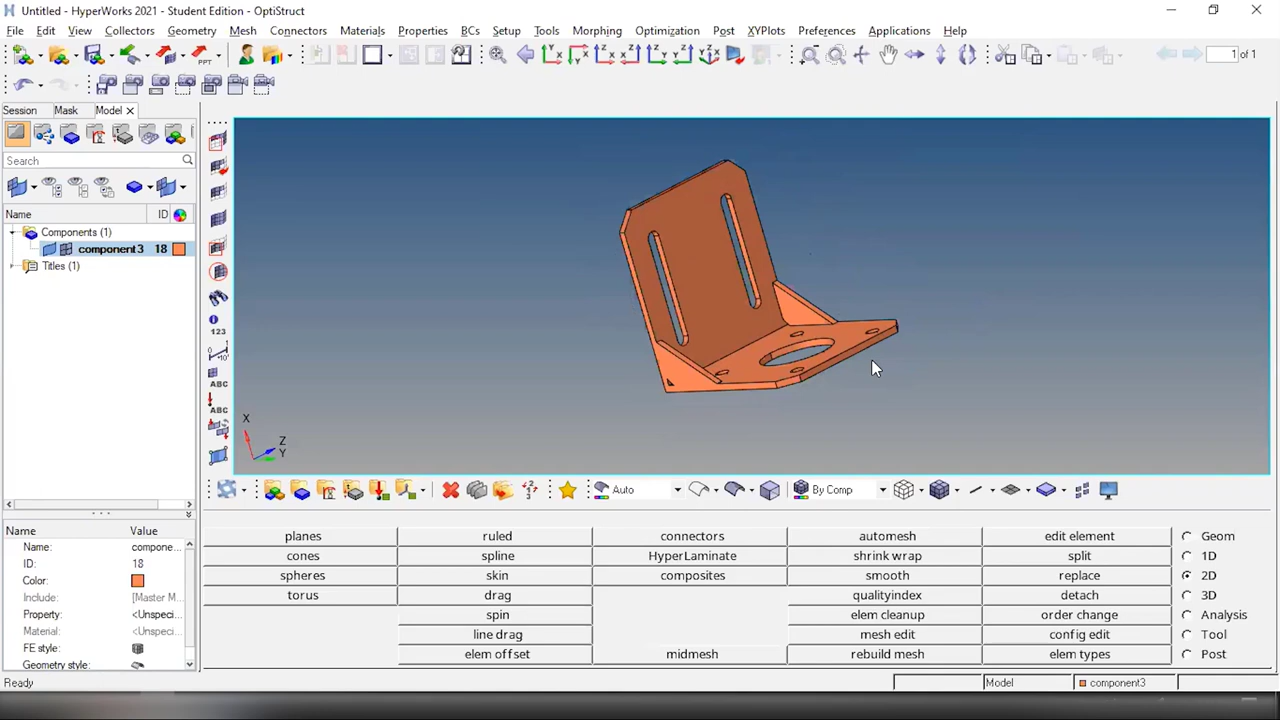 Untitled - HyperWorks 2021 - Student Edition - OptiStruct
File Edit View Collectors Geometry Mesh Connectors Materials Properties BCs Setup Tools Morphing Optimization Post XYPlots Preferences Applications Help
PPT
1 of 1
Session Mask Model
Search
Name ID
Components (1)
component3 18
Titles (1)
123
ABC
ABC
X
Z
Y
Auto By Comp
Name Value
Name: compone...
ID: 18
Color:
Include: [Master M...
Property: <Unspeci...
Material: <Unspeci...
FE style:
Geometry style:
planes ruled connectors automesh edit element Geom
cones spline HyperLaminate shrink wrap split 1D
spheres skin composites smooth replace 2D
torus drag qualityindex detach 3D
spin elem cleanup order change Analysis
line drag mesh edit config edit Tool
elem offset midmesh rebuild mesh elem types Post
Ready Model component3